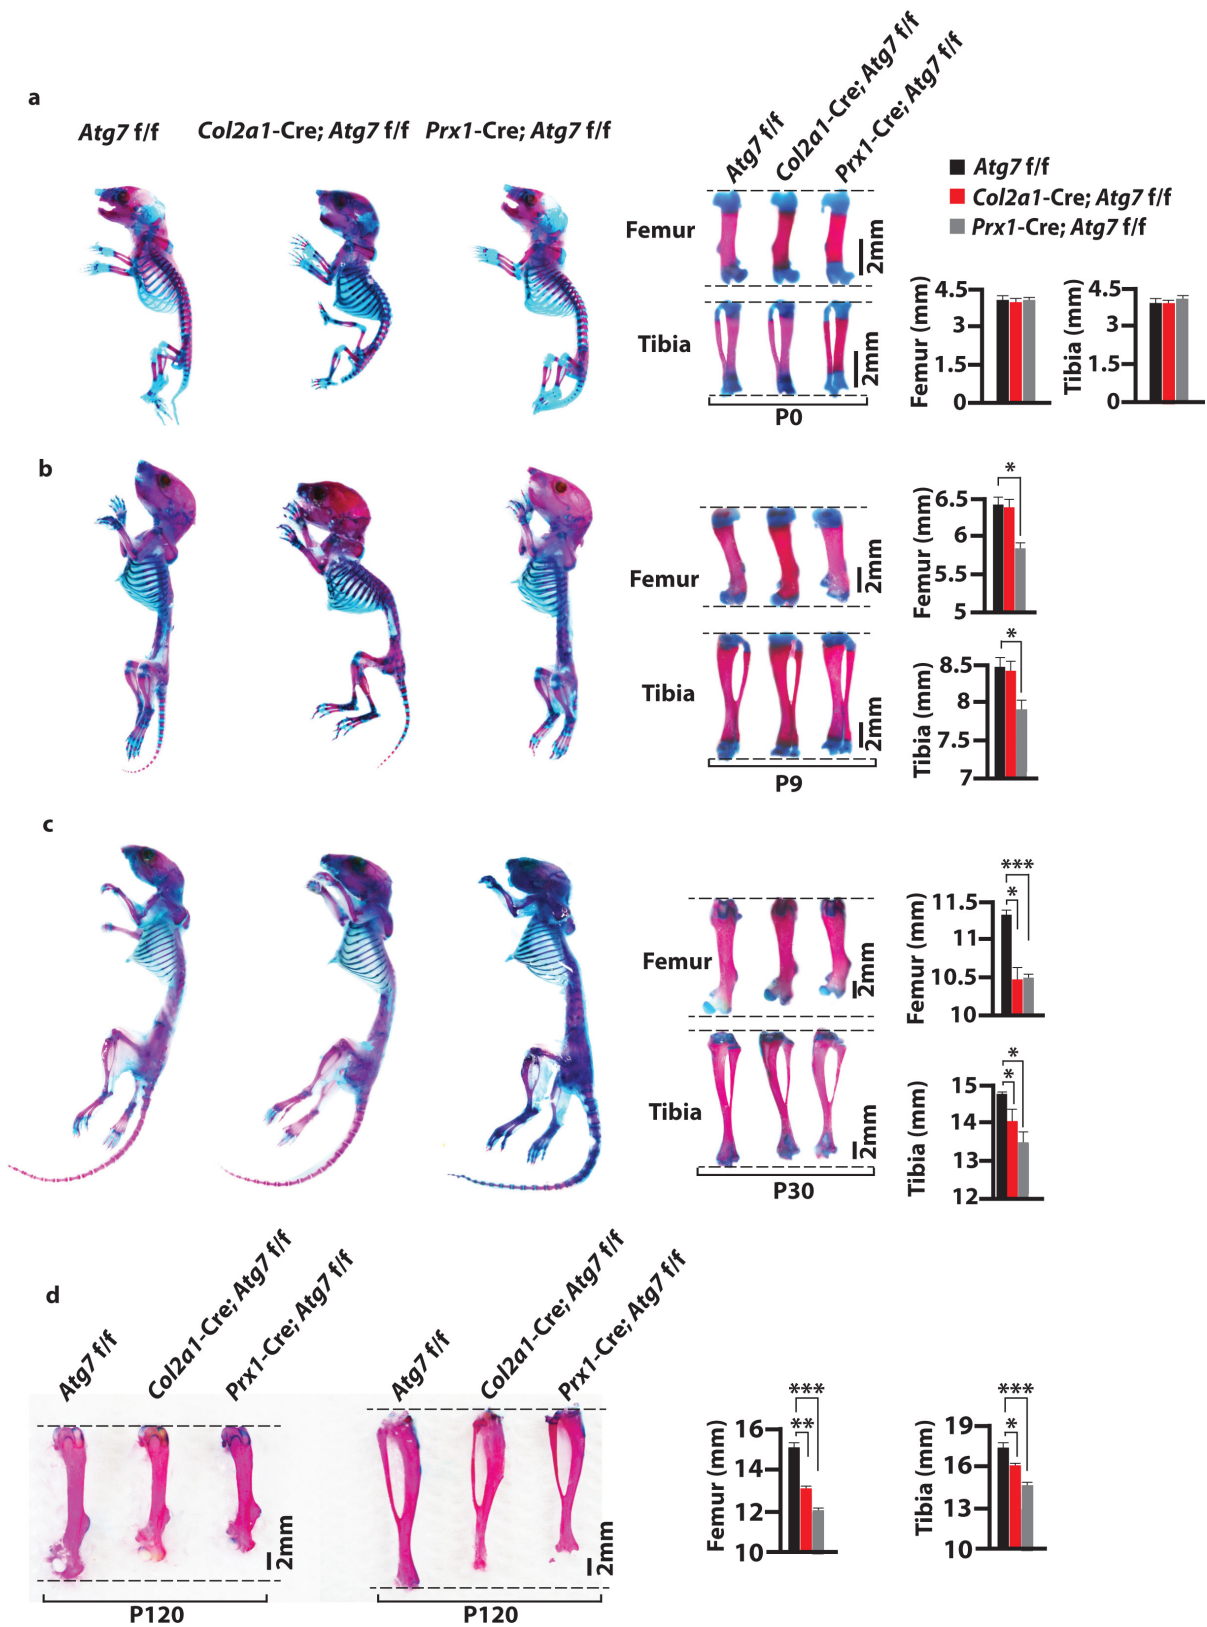 a
Atg7 f/f
Col2a1-Cre; Atg7 f/f
Prx1-Cre; Atg7 f/f
Atg7 f/f
Col2a1-Cre; Atg7 f/f
Prx1-Cre; Atg7 f/f
Femur
2mm
Tibia
2mm
P0
Atg7 f/f
Col2a1-Cre; Atg7 f/f
Prx1-Cre; Atg7 f/f
Femur (mm)
4.5
3
1.5
0
Tibia (mm)
4.5
3
1.5
0
b
Femur
2mm
Tibia
2mm
P9
*
Femur (mm)
6.5
6
5.5
5
*
Tibia (mm)
8.5
8
7.5
7
c
Femur
2mm
Tibia
2mm
P30
***
*
Femur (mm)
11.5
11
10.5
10
*
*
Tibia (mm)
15
14
13
12
d
Atg7 f/f
Col2a1-Cre; Atg7 f/f
Prx1-Cre; Atg7 f/f
2mm
P120
Atg7 f/f
Col2a1-Cre; Atg7 f/f
Prx1-Cre; Atg7 f/f
2mm
P120
***
**
Femur (mm)
16
14
12
10
***
*
Tibia (mm)
19
16
13
10